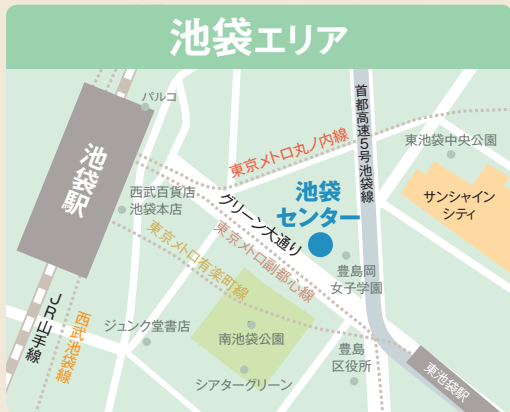 池袋エリア
パルコ
首都高速5号池袋線
東京メトロ丸ノ内線
東池袋中央公園
池袋駅
西武百貨店
池袋本店
池袋
センター
サンシャイン
シティ
グリーン大通り
東京メトロ副都心線
東京メトロ有楽町線
豊島岡
女子学園
JR山手線
西武池袋線
ジュンク堂書店
南池袋公園
豊島
区役所
東池袋駅
シアターグリーン